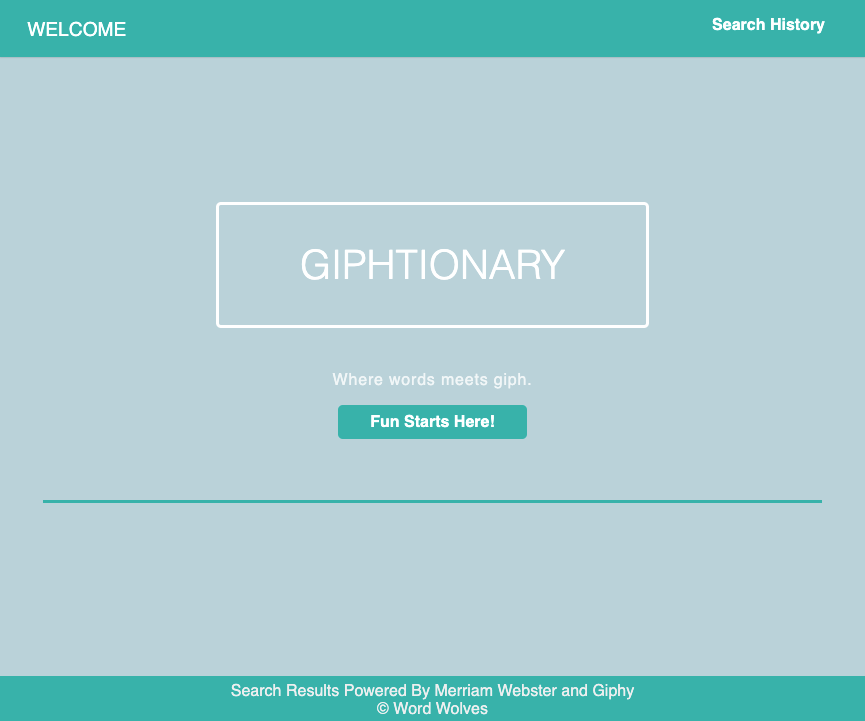 WELCOME
Search History
GIPHTIONARY
Where words meets giph.
Fun Starts Here!
Search Results Powered By Merriam Webster and Giphy
© Word Wolves